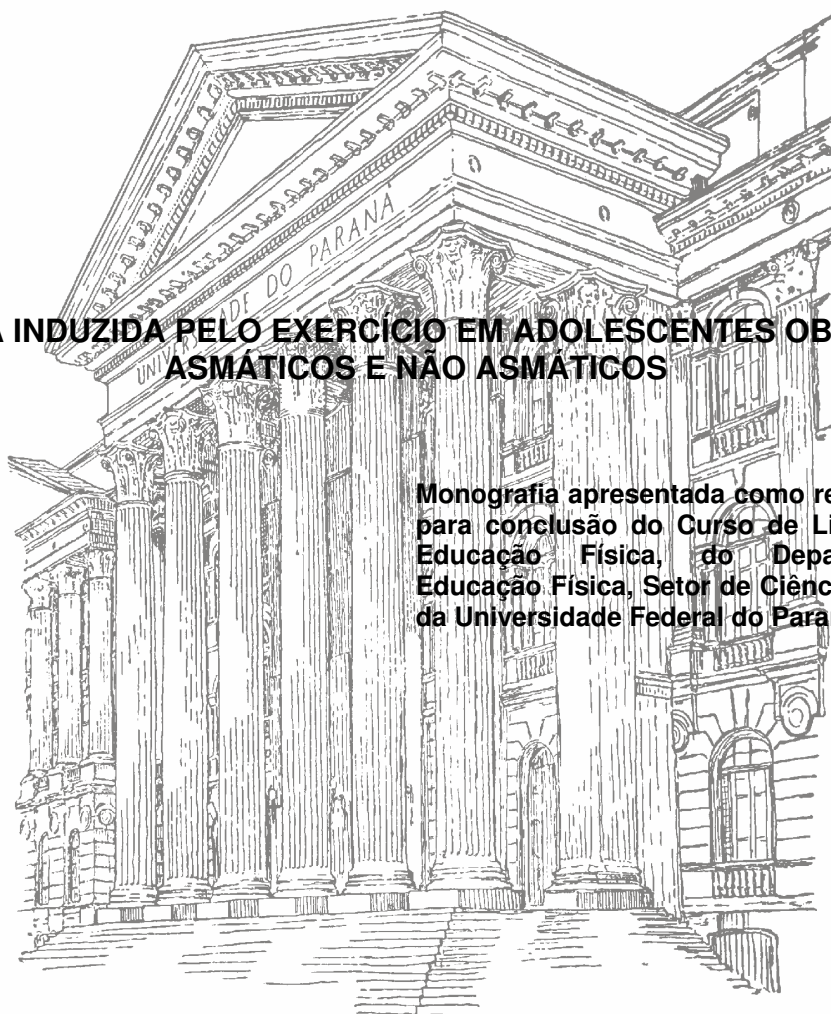 UNIVERSIDADE DO PARANÁ
A INDUZIDA PELO EXERCÍCIO EM ADOLESCENTES OB
ASMÁTICOS E NÃO ASMÁTICOS
Monografia apresentada como re
para conclusão do Curso de Li
Educação Física, do Depa
Educação Física, Setor de Ciênc
da Universidade Federal do Para